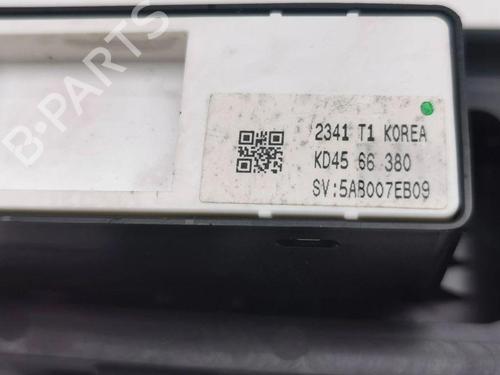 B-PARTS
2341 T1 KOREA
KD45 66 380
SV:5AB007EB09